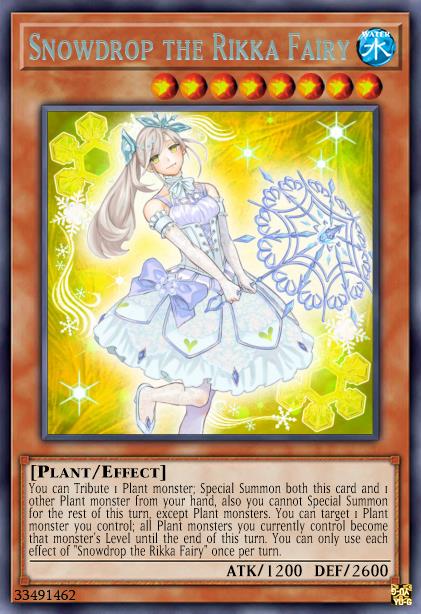 SNOWDROP THE RIKKA FAIRY
WATER
水
[PLANT/EFFECT]
You can Tribute 1 Plant monster; Special Summon both this card and 1
other Plant monster from your hand, also you cannot Special Summon
for the rest of this turn, except Plant monsters. You can target 1 Plant
monster you control; all Plant monsters you currently control become
that monster's Level until the end of this turn. You can only use each
effect of "Snowdrop the Rikka Fairy" once per turn.
ATK/1200 DEF/2600
33491462